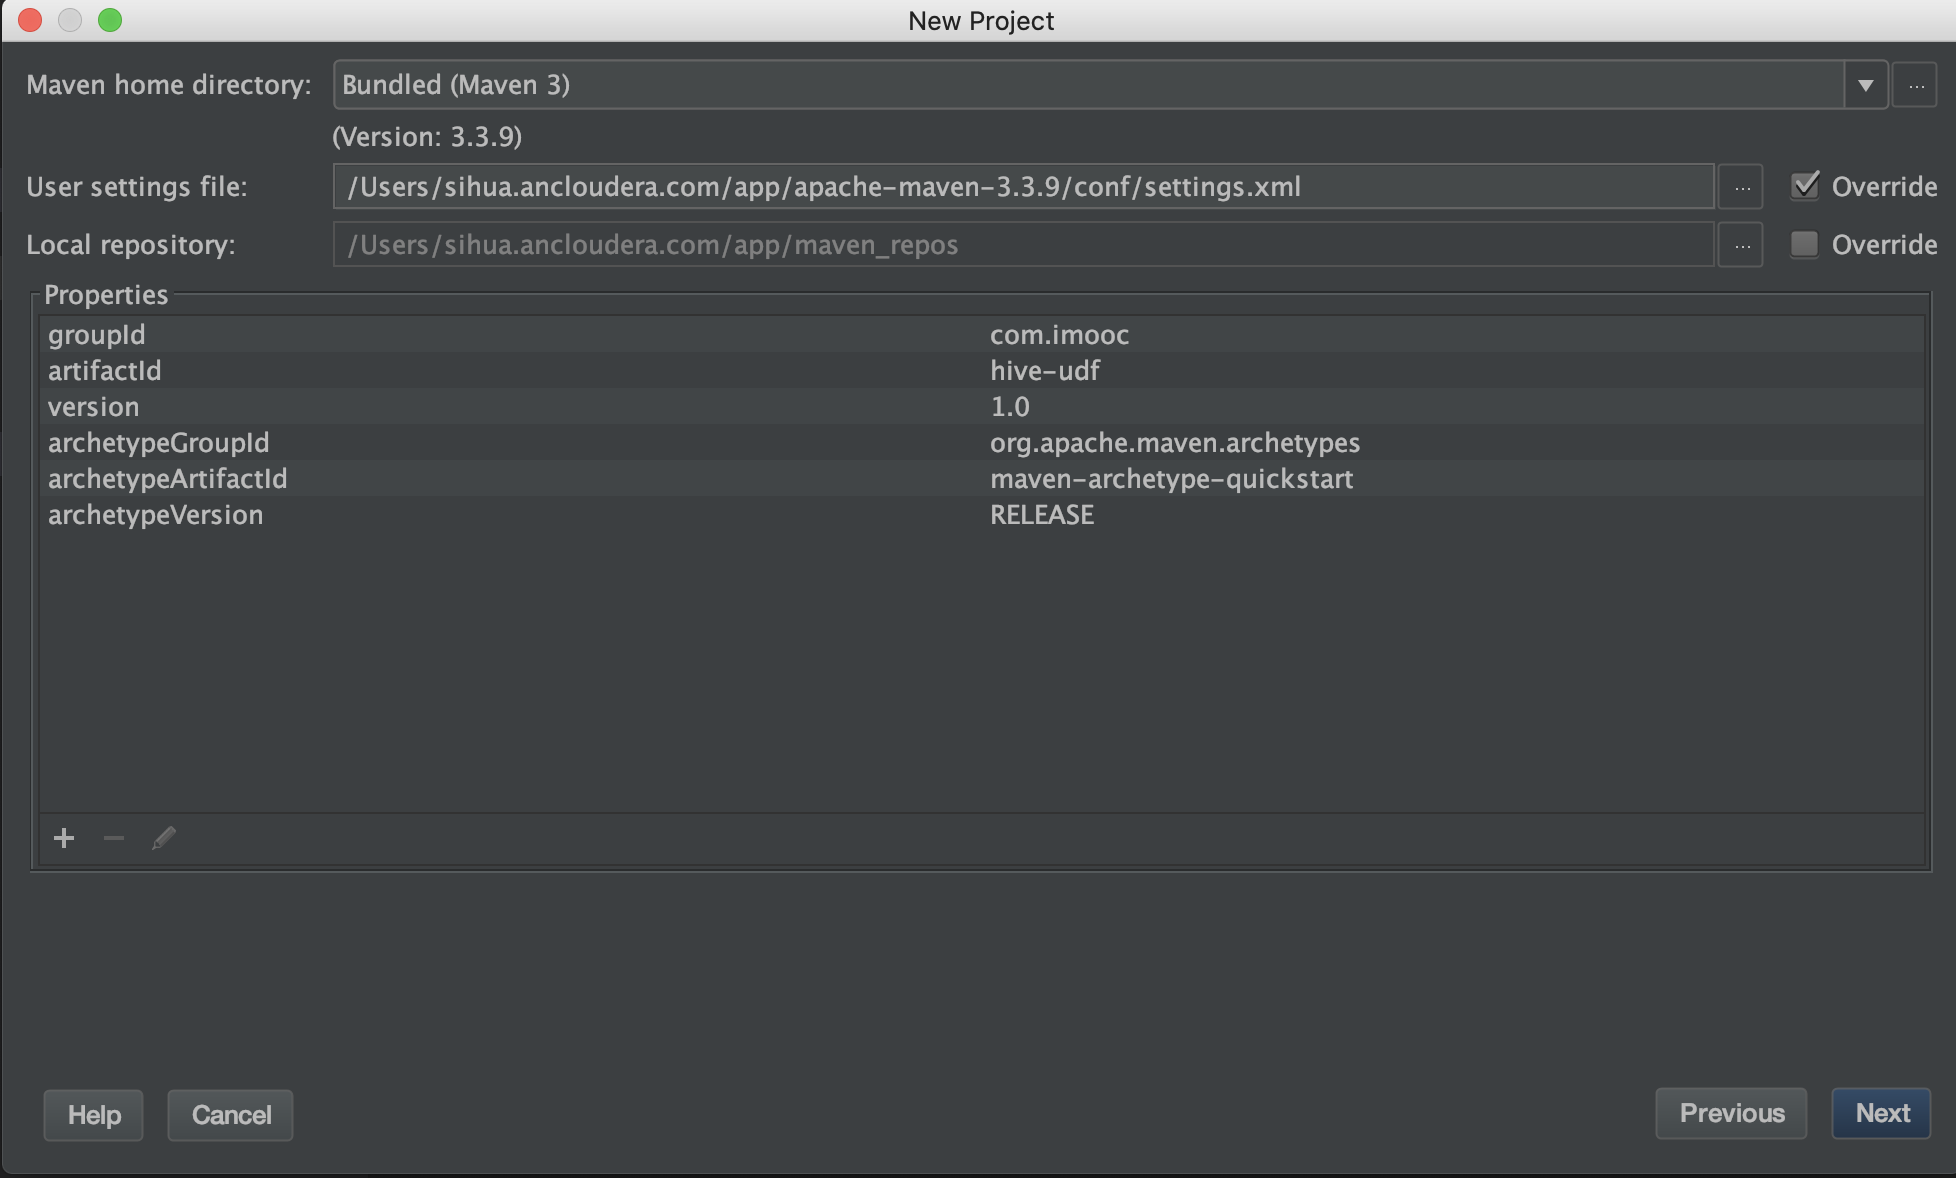 New Project
Maven home directory: Bundled (Maven 3) ...
(Version: 3.3.9)
User settings file: /Users/sihua.ancloudera.com/app/apache-maven-3.3.9/conf/settings.xml ... Override
Local repository: /Users/sihua.ancloudera.com/app/maven_repos ... Override
Properties
groupId com.imooc
artifactId hive-udf
version 1.0
archetypeGroupId org.apache.maven.archetypes
archetypeArtifactId maven-archetype-quickstart
archetypeVersion RELEASE
Help Cancel Previous Next